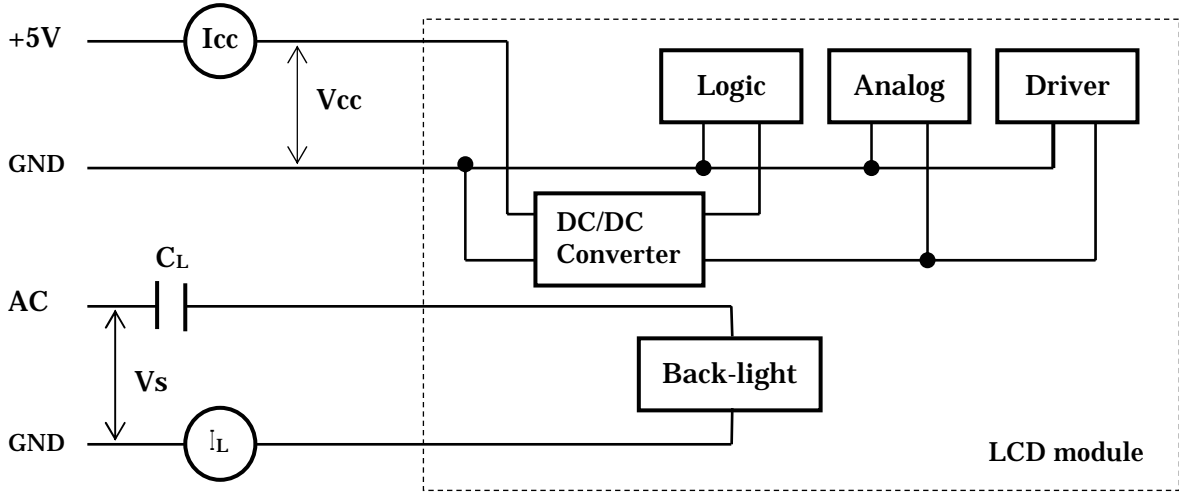 +5V
Icc
Vcc
GND
Logic
Analog
Driver
DC/DC
Converter
CL
AC
Vs
Back-light
GND
IL
LCD module